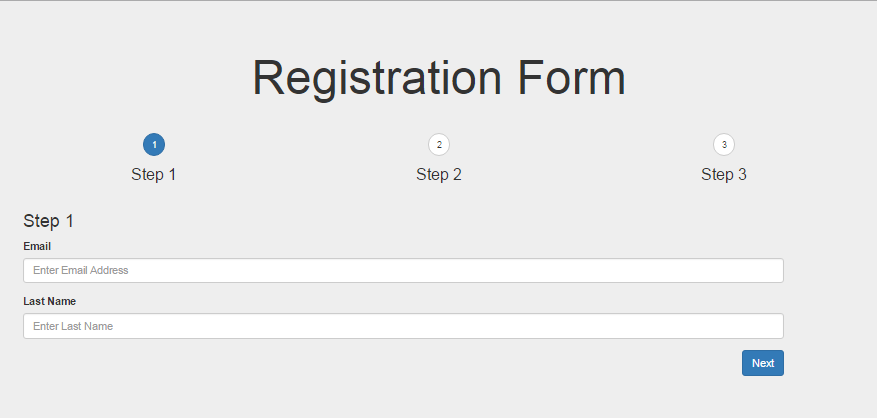 Registration Form
1 2 3
Step 1 Step 2 Step 3
Step 1
Email
Enter Email Address
Last Name
Enter Last Name
Next